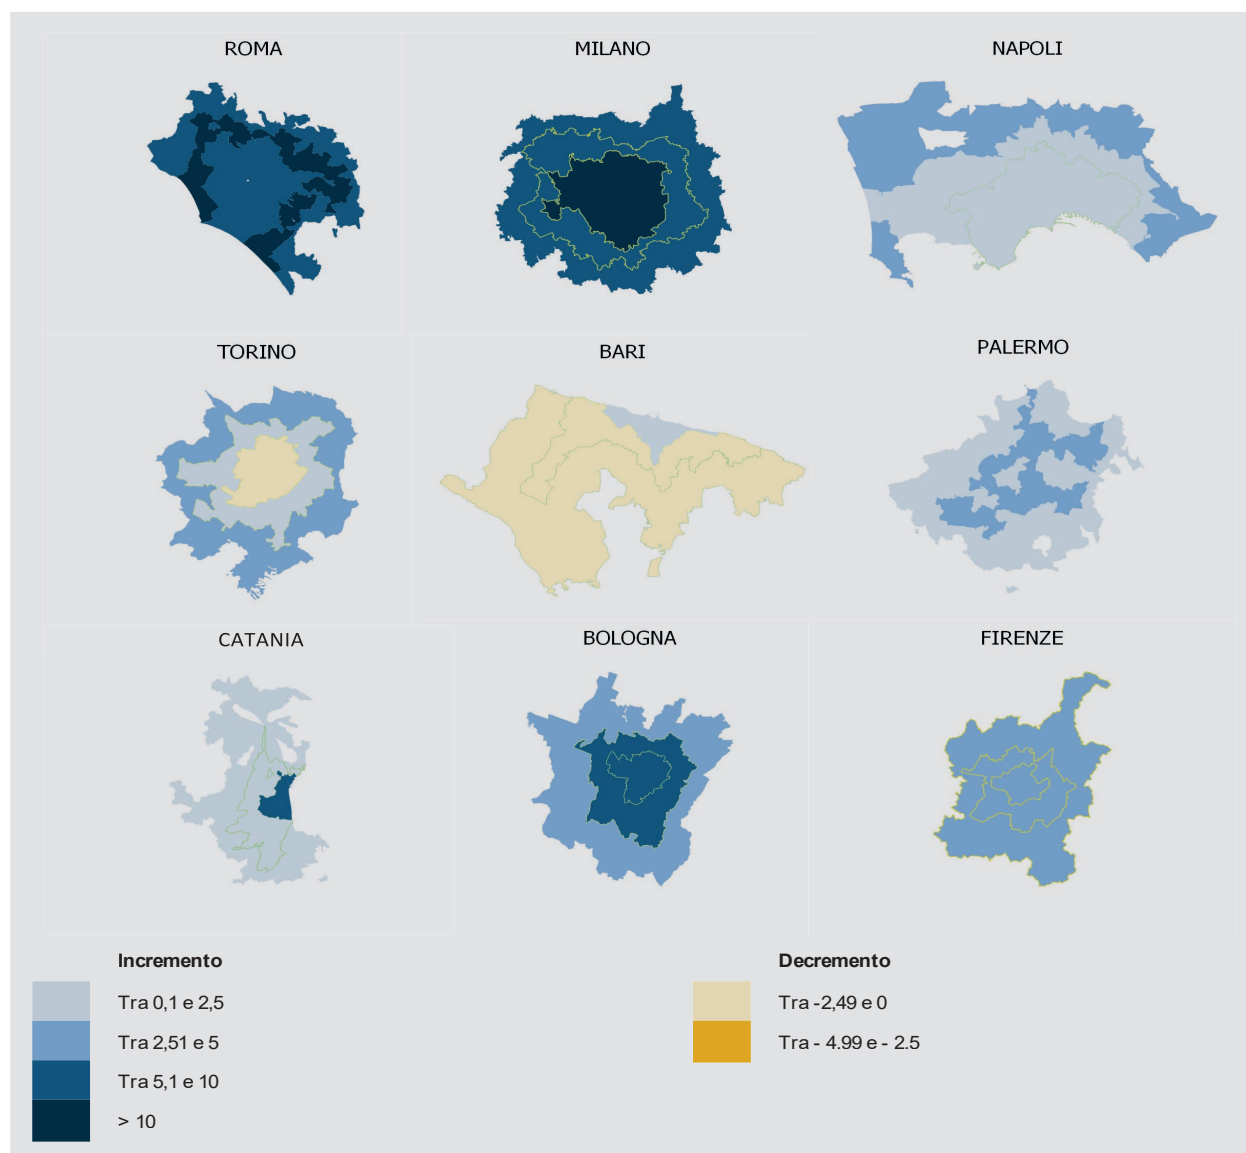 ROMA
MILANO
NAPOLI
TORINO
BARI
PALERMO
CATANIA
BOLOGNA
FIRENZE
Incremento
Tra 0,1 e 2,5
Tra 2,51 e 5
Tra 5,1 e 10
> 10
Decremento
Tra -2,49 e 0
Tra - 4.99 e - 2.5